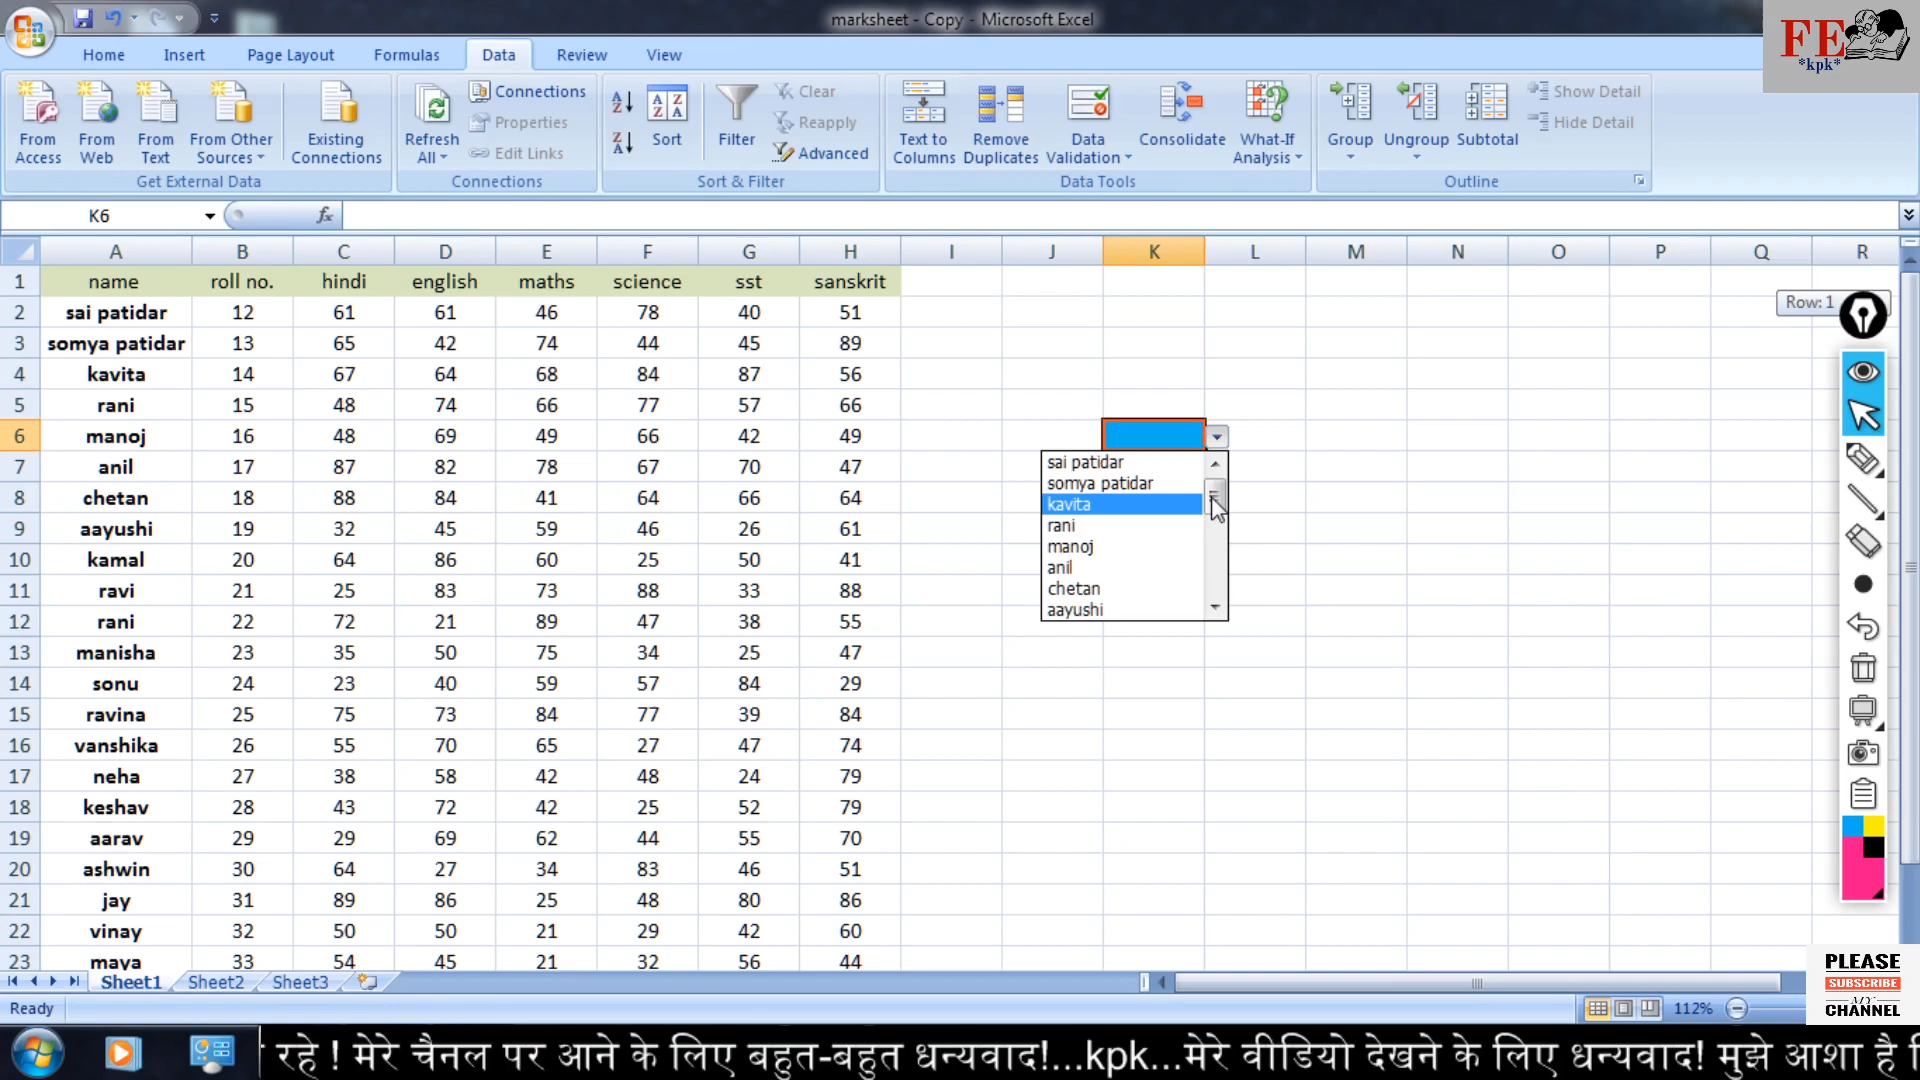 marksheet - Copy - Microsoft Excel
FE
*kpk*
Home Insert Page Layout Formulas Data Review View
From Access
From Web
From Text
From Other Sources
Existing Connections
Get External Data
Refresh All
Connections
Properties
Edit Links
Connections
Sort
Filter
Clear
Reapply
Advanced
Sort & Filter
Text to Columns
Remove Duplicates
Data Validation
Consolidate
What-If Analysis
Data Tools
Group
Ungroup
Subtotal
Show Detail
Hide Detail
Outline
K6 fx
A B C D E F G H I J K L M N O P Q R
1 name roll no. hindi english maths science sst sanskrit
2 sai patidar 12 61 61 46 78 40 51
3 somya patidar 13 65 42 74 44 45 89
4 kavita 14 67 64 68 84 87 56
5 rani 15 48 74 66 77 57 66
6 manoj 16 48 69 49 66 42 49
7 anil 17 87 82 78 67 70 47
8 chetan 18 88 84 41 64 66 64
9 aayushi 19 32 45 59 46 26 61
10 kamal 20 64 86 60 25 50 41
11 ravi 21 25 83 73 88 33 88
12 rani 22 72 21 89 47 38 55
13 manisha 23 35 50 75 34 25 47
14 sonu 24 23 40 59 57 84 29
15 ravina 25 75 73 84 77 39 84
16 vanshika 26 55 70 65 27 47 74
17 neha 27 38 58 42 48 24 79
18 keshav 28 43 72 42 25 52 79
19 aarav 29 29 69 62 44 55 70
20 ashwin 30 64 27 34 83 46 51
21 jay 31 89 86 25 48 80 86
22 vinay 32 50 50 21 29 42 60
23 maya 33 54 45 21 32 56 44
sai patidar
somya patidar
kavita
rani
manoj
anil
chetan
aayushi
Row: 1
Sheet1 Sheet2 Sheet3
Ready
112%
PLEASE
SUBSCRIBE
MY
CHANNEL
रहे ! मेरे चैनल पर आने के लिए बहुत-बहुत धन्यवाद!...kpk...मेरे वीडियो देखने के लिए धन्यवाद! मुझे आशा है